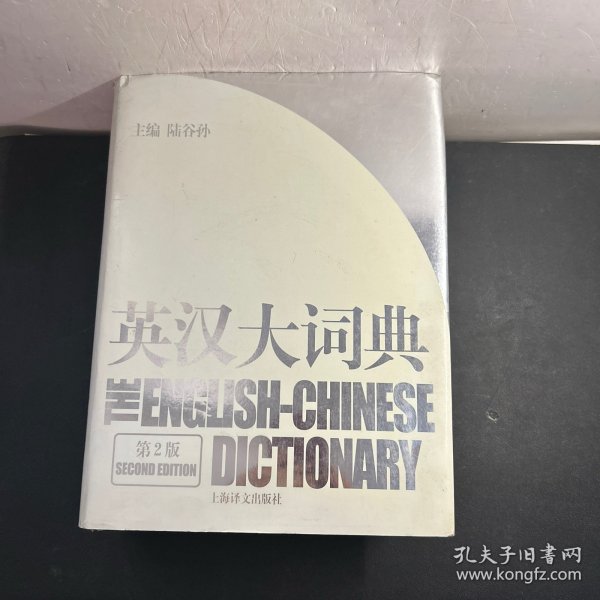 主编 陆谷孙
英汉大词典
THE ENGLISH-CHINESE
DICTIONARY
第2版
SECOND EDITION
上海译文出版社
孔夫子旧书网
www.kongfz.com